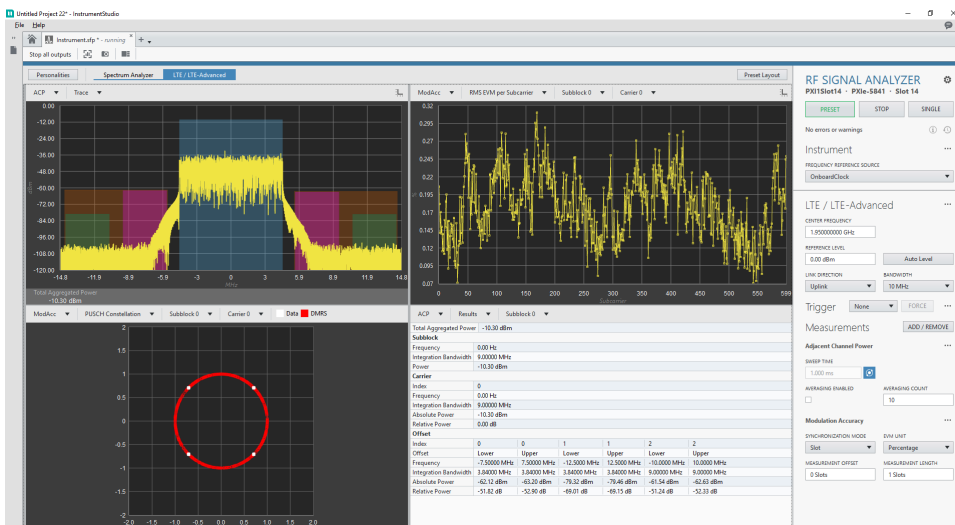 Untitled Project 22* - InstrumentStudio
File Help
Instrument.sfp * - running
Stop all outputs
Personalities Spectrum Analyzer LTE / LTE-Advanced Preset Layout
ACP Trace
0.00
-12.00
-24.00
-36.00
-48.00
-60.00
-72.00
-84.00
-96.00
-108.00
-120.00
dBm
-14.8 -11.9 -8.9 -5.9 -3 0 3 5.9 8.9 11.9 14.8
MHz
Total Aggregated Power
-10.30 dBm
ModAcc RMS EVM per Subcarrier Subblock 0 Carrier 0
0.32
0.295
0.27
0.245
0.22
0.195
0.17
0.145
0.12
0.095
0.07
%
0 50 100 150 200 250 300 350 400 450 500 550 599
Subcarrier
ModAcc PUSCH Constellation Subblock 0 Carrier 0 Data DMRS
2
1.5
1
0.5
0
-0.5
-1
-1.5
-2
-2.0 -1.5 -1.0 -0.5 0.0 0.5 1.0 1.5 2.0
ACP Results Subblock 0
Total Aggregated Power -10.30 dBm
Subblock
Frequency 0.00 Hz
Integration Bandwidth 9.00000 MHz
Power -10.30 dBm
Carrier
Index 0
Frequency 0.00 Hz
Integration Bandwidth 9.00000 MHz
Absolute Power -10.30 dBm
Relative Power 0.00 dB
Offset
Index 0 0 1 1 2 2
Offset Lower Upper Lower Upper Lower Upper
Frequency -7.50000 MHz 7.50000 MHz -12.5000 MHz 12.5000 MHz -10.0000 MHz 10.0000 MHz
Integration Bandwidth 3.84000 MHz 3.84000 MHz 3.84000 MHz 3.84000 MHz 9.00000 MHz 9.00000 MHz
Absolute Power -62.12 dBm -63.20 dBm -79.32 dBm -79.46 dBm -61.54 dBm -62.63 dBm
Relative Power -51.82 dB -52.90 dB -69.01 dB -69.15 dB -51.24 dB -52.33 dB
RF SIGNAL ANALYZER
PXI1Slot14 · PXIe-5841 · Slot 14
PRESET STOP SINGLE
No errors or warnings
Instrument
FREQUENCY REFERENCE SOURCE
OnboardClock
LTE / LTE-Advanced
CENTER FREQUENCY
1.950000000 GHz
REFERENCE LEVEL
0.00 dBm Auto Level
LINK DIRECTION BANDWIDTH
Uplink 10 MHz
Trigger None FORCE
Measurements ADD / REMOVE
Adjacent Channel Power
SWEEP TIME
1.000 ms
AVERAGING ENABLED AVERAGING COUNT
10
Modulation Accuracy
SYNCHRONIZATION MODE EVM UNIT
Slot Percentage
MEASUREMENT OFFSET MEASUREMENT LENGTH
0 Slots 1 Slots